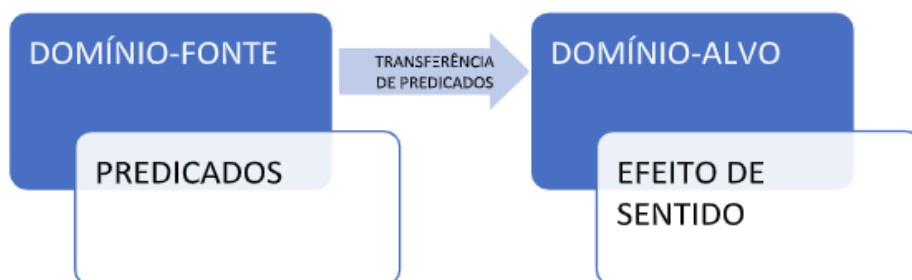 DOMÍNIO-FONTE
TRANSFERÊNCIA
DE PREDICADOS
DOMÍNIO-ALVO
PREDICADOS
EFEITO DE
SENTIDO